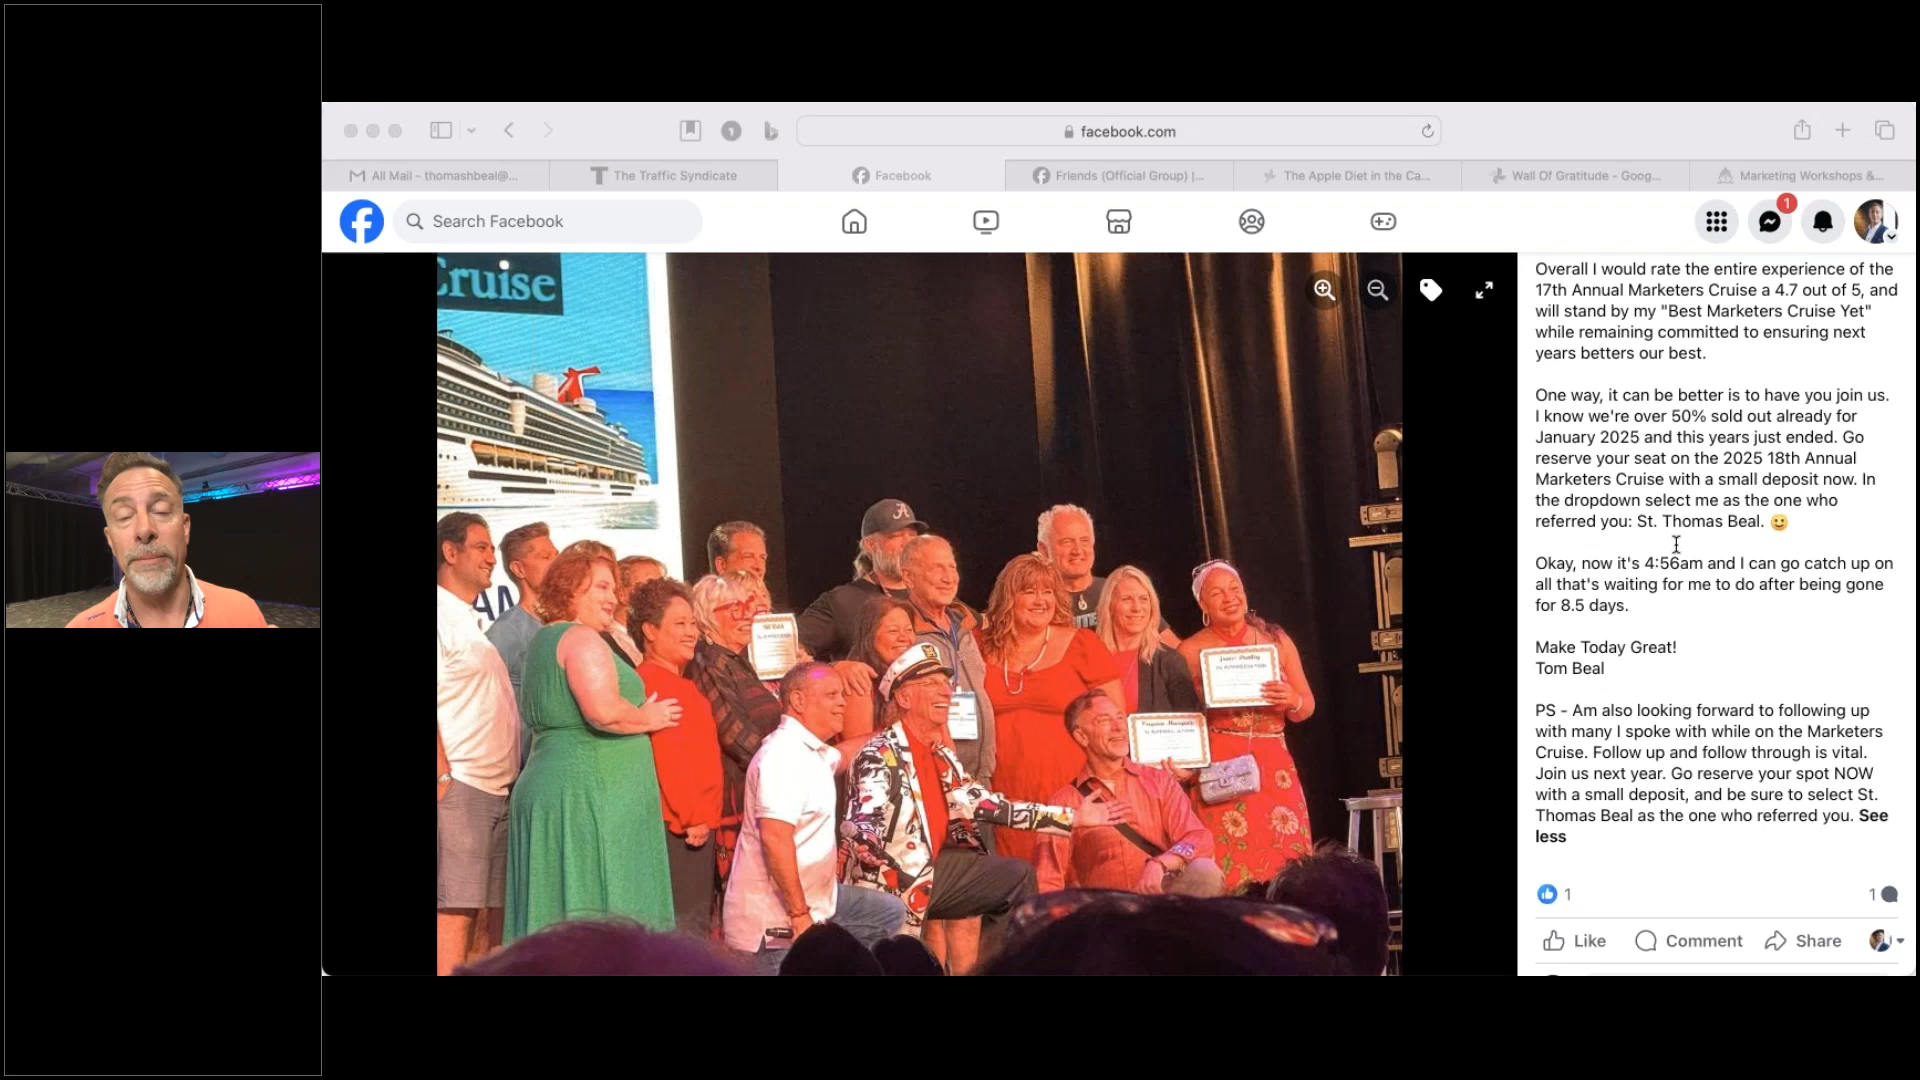 facebook.com
All Mail – thomashbeal@...
The Traffic Syndicate
Facebook
Friends (Official Group) |...
The Apple Diet in the Ca...
Wall Of Gratitude - Goog...
Marketing Workshops &...
Search Facebook
1
Cruise
Overall I would rate the entire experience of the
17th Annual Marketers Cruise a 4.7 out of 5, and
will stand by my "Best Marketers Cruise Yet"
while remaining committed to ensuring next
years betters our best.
One way, it can be better is to have you join us.
I know we're over 50% sold out already for
January 2025 and this years just ended. Go
reserve your seat on the 2025 18th Annual
Marketers Cruise with a small deposit now. In
the dropdown select me as the one who
referred you: St. Thomas Beal. 😀
Okay, now it's 4:56am and I can go catch up on
all that's waiting for me to do after being gone
for 8.5 days.
Make Today Great!
Tom Beal
PS - Am also looking forward to following up
with many I spoke with while on the Marketers
Cruise. Follow up and follow through is vital.
Join us next year. Go reserve your spot NOW
with a small deposit, and be sure to select St.
Thomas Beal as the one who referred you. See
less
1
1
Like
Comment
Share